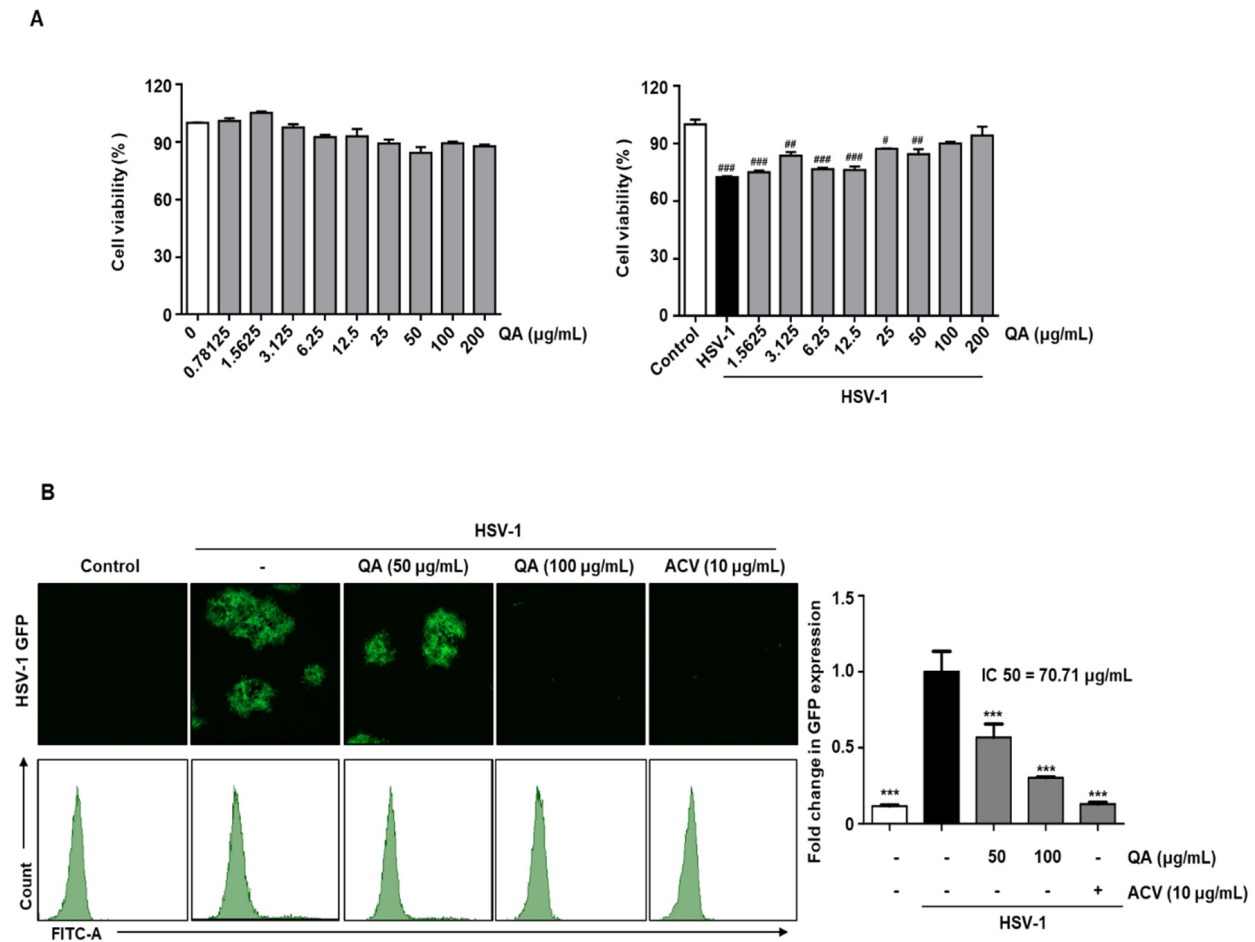 A
120
90
60
30
0
Cell viability (% )
0
0.78125
1.5625
3.125
6.25
12.5
25
50
100
200
QA (µg/mL)
120
90
60
30
0
Cell viability (% )
###
###
##
###
###
#
##
Control
HSV-1
1.5625
3.125
6.25
12.5
25
50
100
200
QA (µg/mL)
HSV-1
B
HSV-1
Control
-
QA (50 µg/mL)
QA (100 µg/mL)
ACV (10 µg/mL)
HSV-1 GFP
Count
FITC-A
Fold change in GFP expression
1.5
1.0
0.5
0
IC 50 = 70.71 µg/mL
***
***
***
***
- - 50 100 - QA (µg/mL)
- - - - + ACV (10 µg/mL)
HSV-1